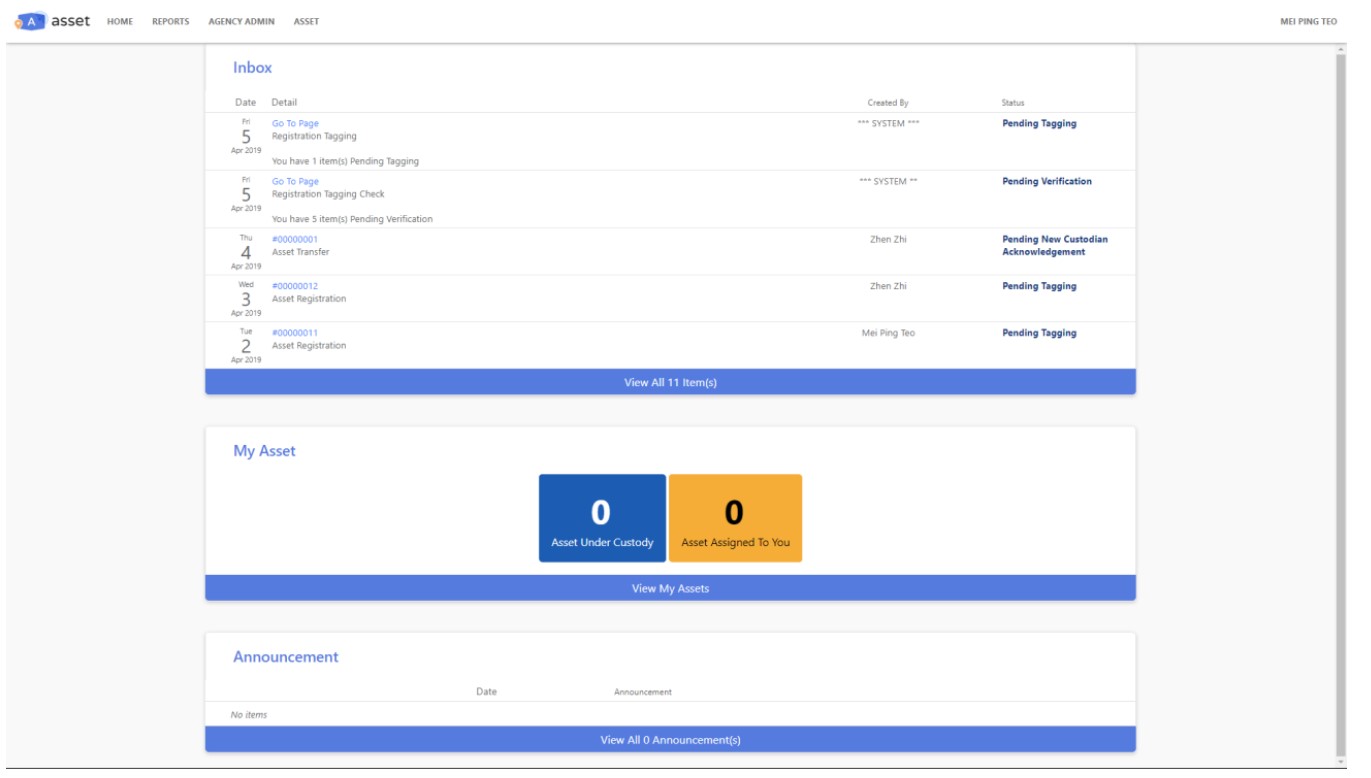 A asset HOME REPORTS AGENCY ADMIN ASSET MEI PING TEO
Inbox
Date Detail Created By Status
Fri
5
Apr 2019
Go To Page
Registration Tagging
You have 1 item(s) Pending Tagging
*** SYSTEM ***
Pending Tagging
Fri
5
Apr 2019
Go To Page
Registration Tagging Check
You have 5 item(s) Pending Verification
*** SYSTEM **
Pending Verification
Thu
4
Apr 2019
#00000001
Asset Transfer
Zhen Zhi
Pending New Custodian
Acknowledgement
Wed
3
Apr 2019
#00000012
Asset Registration
Zhen Zhi
Pending Tagging
Tue
2
Apr 2019
#00000011
Asset Registration
Mei Ping Teo
Pending Tagging
View All 11 Item(s)
My Asset
0
Asset Under Custody
0
Asset Assigned To You
View My Assets
Announcement
Date Announcement
No items
View All 0 Announcement(s)